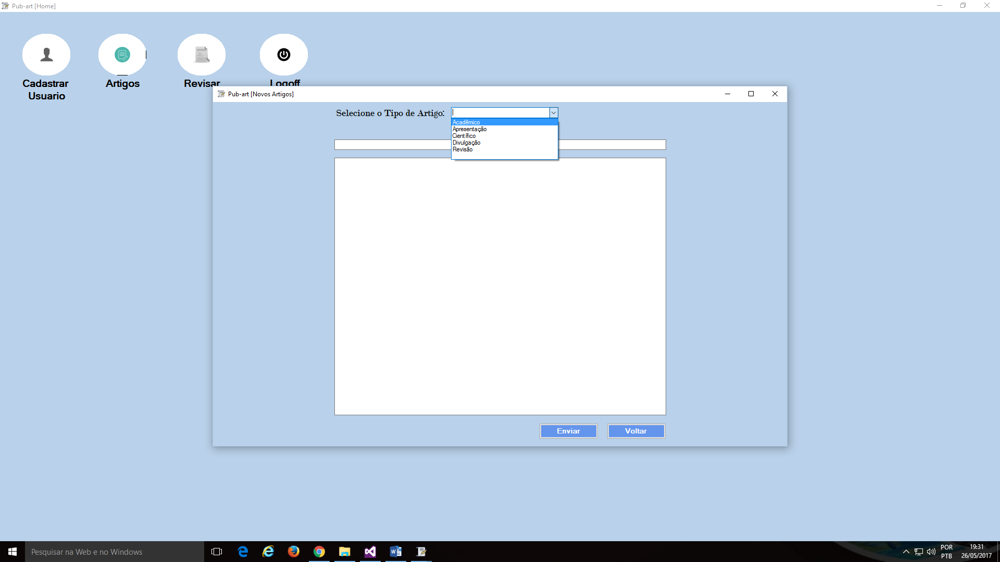 Pub-art [Home]
Cadastrar
Usuario
Artigos
Revisar
Logoff
Pub-art [Novos Artigos]
Selecione o Tipo de Artigo:
Acadêmico
Apresentação
Científico
Divulgação
Revisão
Enviar
Voltar
Pesquisar na Web e no Windows
POR
PTB
19:31
26/05/2017